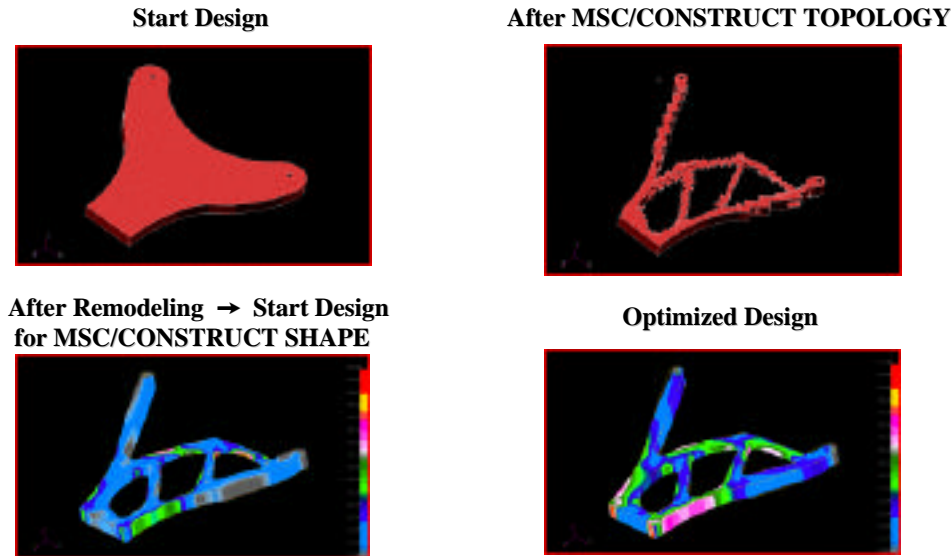 Start Design
After MSC/CONSTRUCT TOPOLOGY
After Remodeling → Start Design
for MSC/CONSTRUCT SHAPE
Optimized Design